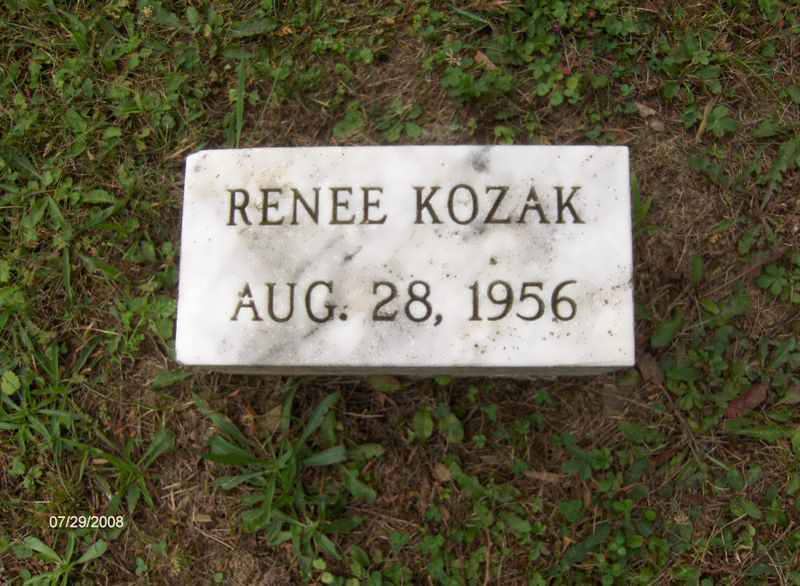 RENEE KOZAK
AUG. 28, 1956
07/29/2008